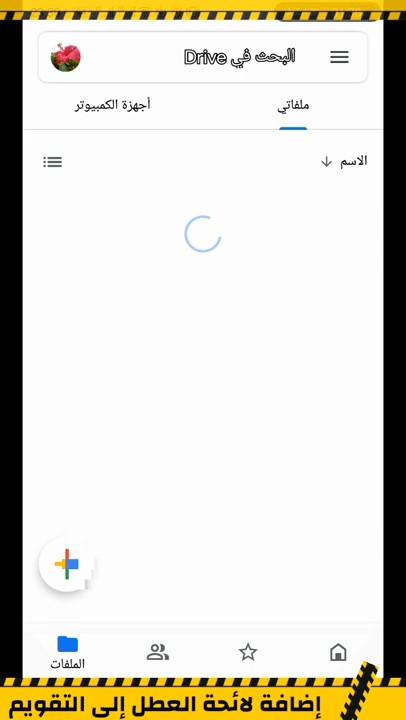 البحث في Drive
ملفاتي
أجهزة الكمبيوتر
الاسم
الملفات
إضافة لائحة العطل إلى التقويم